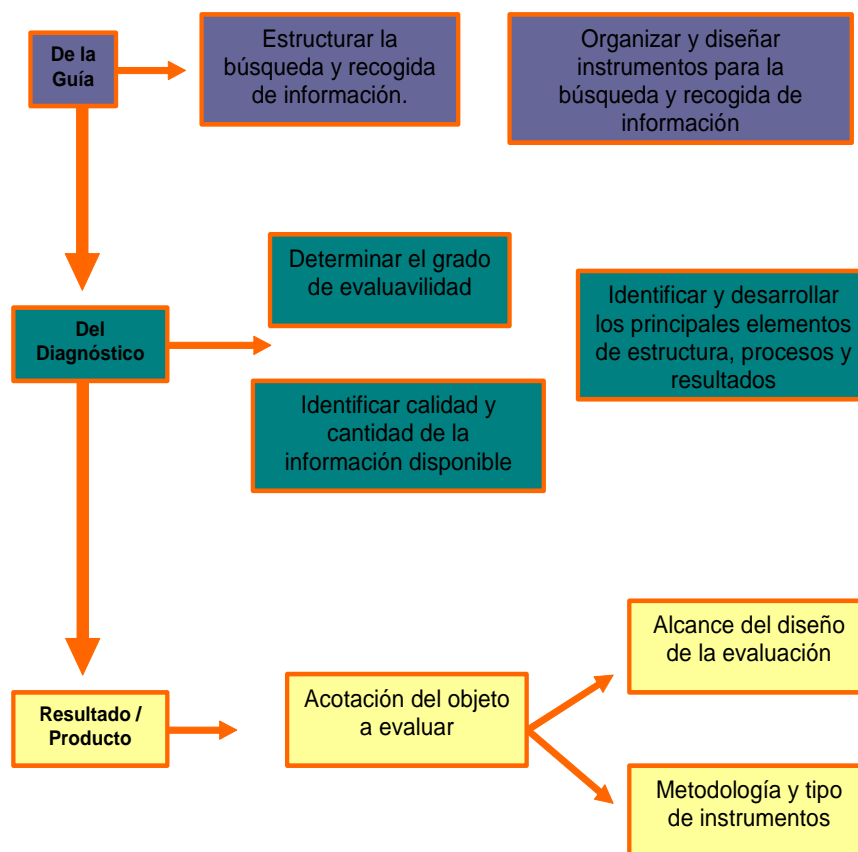 De la
Guía
Estructurar la
búsqueda y recogida
de información.
Organizar y diseñar
instrumentos para la
búsqueda y recogida de
información
Determinar el grado
de evaluavilidad
Del
Diagnóstico
Identificar y desarrollar
los principales elementos
de estructura, procesos y
resultados
Identificar calidad y
cantidad de la
información disponible
Resultado /
Producto
Acotación del objeto
a evaluar
Alcance del diseño
de la evaluación
Metodología y tipo
de instrumentos